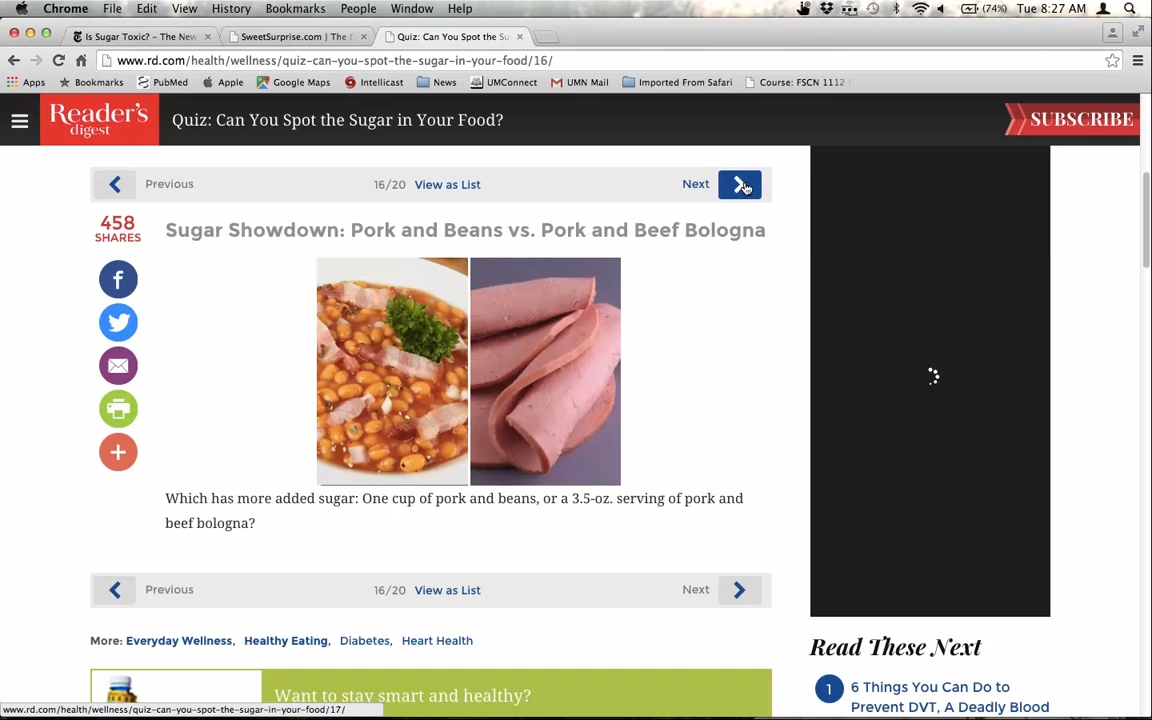 Chrome File Edit View History Bookmarks People Window Help (74%) Tue 8:27 AM
Is Sugar Toxic? - The New SweetSurprise.com | The F Quiz: Can You Spot the Su
www.rd.com/health/wellness/quiz-can-you-spot-the-sugar-in-your-food/16/
Apps Bookmarks PubMed Apple Google Maps Intellicast News UMConnect UMN Mail Imported From Safari Course: FSCN 1112
Reader's digest Quiz: Can You Spot the Sugar in Your Food? SUBSCRIBE
Previous 16/20 View as List Next
458
SHARES
Sugar Showdown: Pork and Beans vs. Pork and Beef Bologna
Which has more added sugar: One cup of pork and beans, or a 3.5-oz. serving of pork and
beef bologna?
Previous 16/20 View as List Next
More: Everyday Wellness, Healthy Eating, Diabetes, Heart Health
Want to stay smart and healthy?
Read These Next
1 6 Things You Can Do to
Prevent DVT, A Deadly Blood
www.rd.com/health/wellness/quiz-can-you-spot-the-sugar-in-your-food/17/